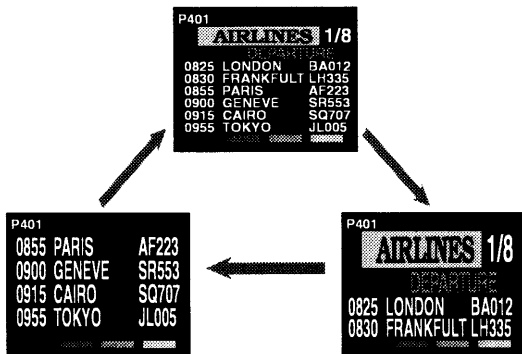 P401
AIRLINES 1/8
DEPARTURE
0825 LONDON BA012
0830 FRANKFULT LH335
0855 PARIS AF223
0900 GENEVE SR553
0915 CAIRO SQ707
0955 TOKYO JL005
P401
0855 PARIS AF223
0900 GENEVE SR553
0915 CAIRO SQ707
0955 TOKYO JL005
P401
AIRLINES 1/8
DEPARTURE
0825 LONDON BA012
0830 FRANKFULT LH335